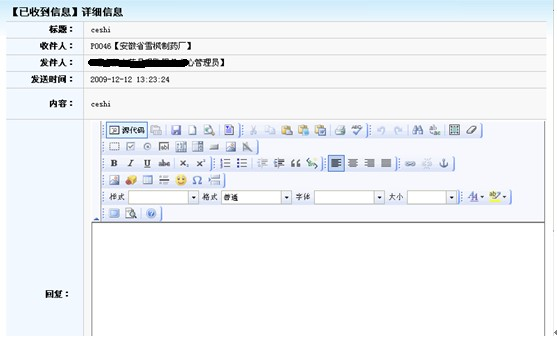 【已收到信息】详细信息
标题： ceshi
收件人： P0046【安徽省雪枫制药厂】
发件人： 心管理员】
发送时间： 2009-12-12 13:23:24
内容： ceshi
源代码
B I U abc X₂ X²
样式 格式 普通 字体 大小
回复：